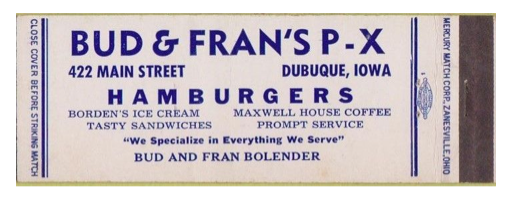 BUD & FRAN'S P-X
422 MAIN STREET DUBUQUE, IOWA
HAMBURGERS
BORDEN'S ICE CREAM MAXWELL HOUSE COFFEE
TASTY SANDWICHES PROMPT SERVICE
"We Specialize in Everything We Serve"
BUD AND FRAN BOLENDER
CLOSE COVER BEFORE STRIKING MATCH
MERCURY MATCH CORP. ZANESVILLE, OHIO